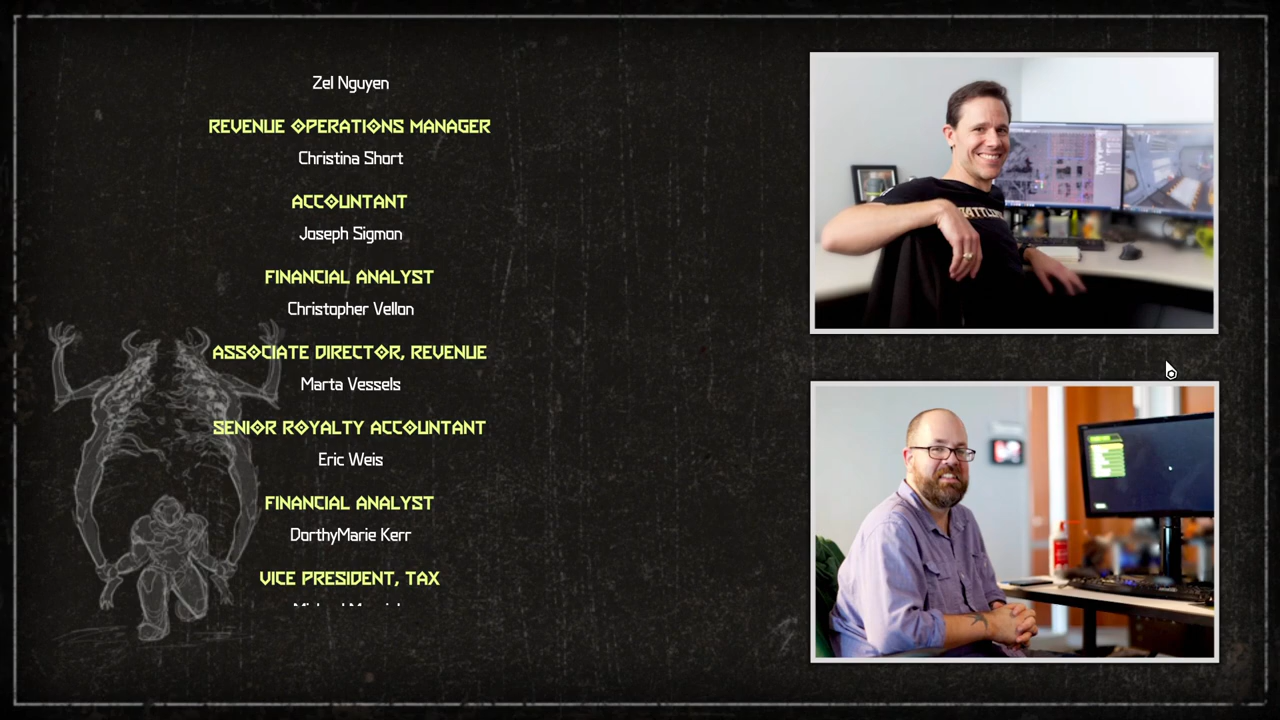 Zel Nguyen
REVENUE OPERATIONS MANAGER
Christina Short
ACCOUNTANT
Joseph Sigmon
FINANCIAL ANALYST
Christopher Vellon
ASSOCIATE DIRECTOR, REVENUE
Marta Vessels
SENIOR ROYALTY ACCOUNTANT
Eric Weis
FINANCIAL ANALYST
DorthyMarie Kerr
VICE PRESIDENT, TAX